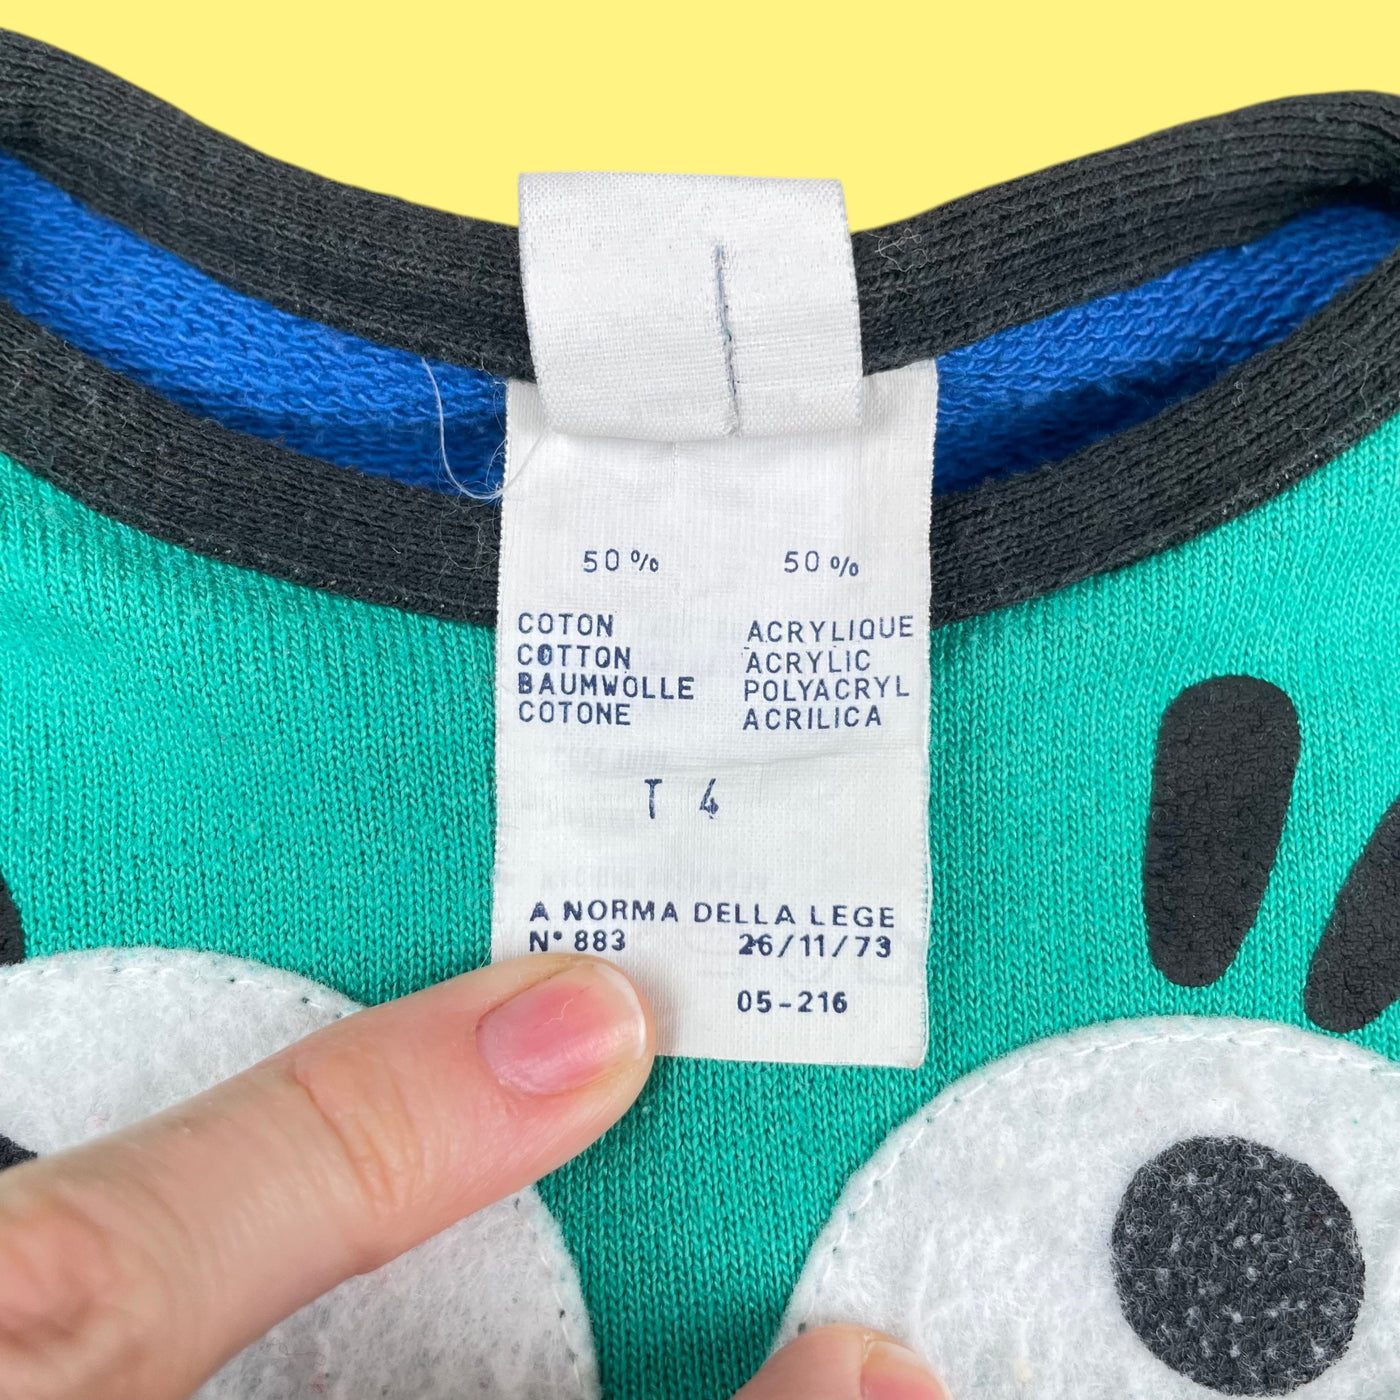 50% 50%
COTON ACRYLIQUE
COTTON ACRYLIC
BAUMWOLLE POLYACRYL
COTONE ACRILICA
T 4
A NORMA DELLA LEGE
N° 883 26/11/73
05-216